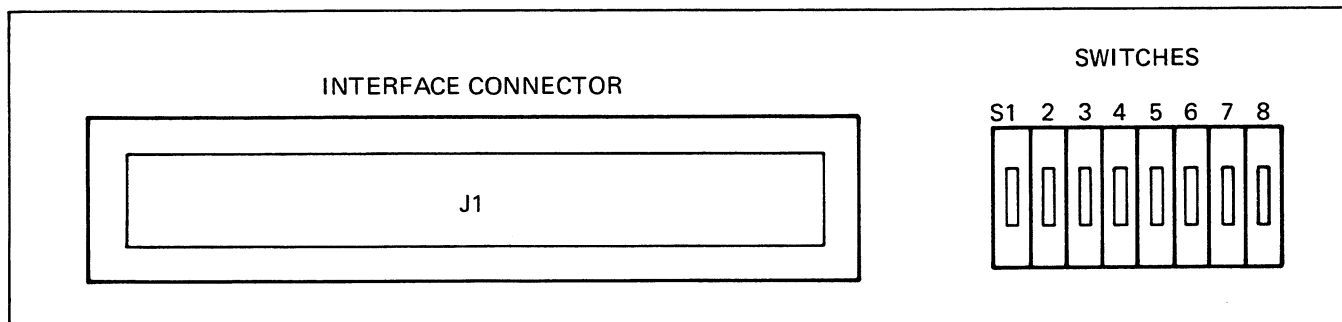 INTERFACE CONNECTOR
J1
SWITCHES
S1 2 3 4 5 6 7 8